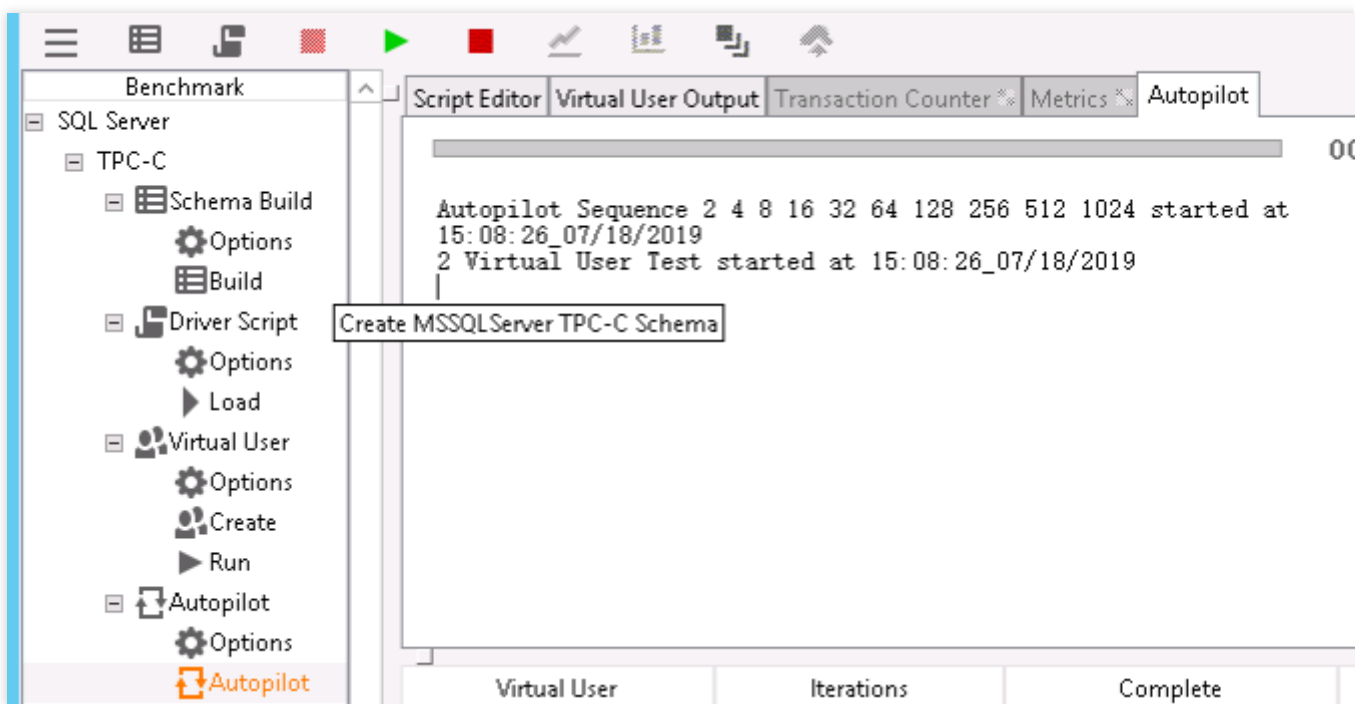 Benchmark
SQL Server
TPC-C
Schema Build
Options
Build
Driver Script
Options
Load
Virtual User
Options
Create
Run
Autopilot
Options
Autopilot
Script Editor
Virtual User Output
Transaction Counter
Metrics
Autopilot
Autopilot Sequence 2 4 8 16 32 64 128 256 512 1024 started at
15:08:26_07/18/2019
2 Virtual User Test started at 15:08:26_07/18/2019
Create MSSQLServer TPC-C Schema
Virtual User
Iterations
Complete